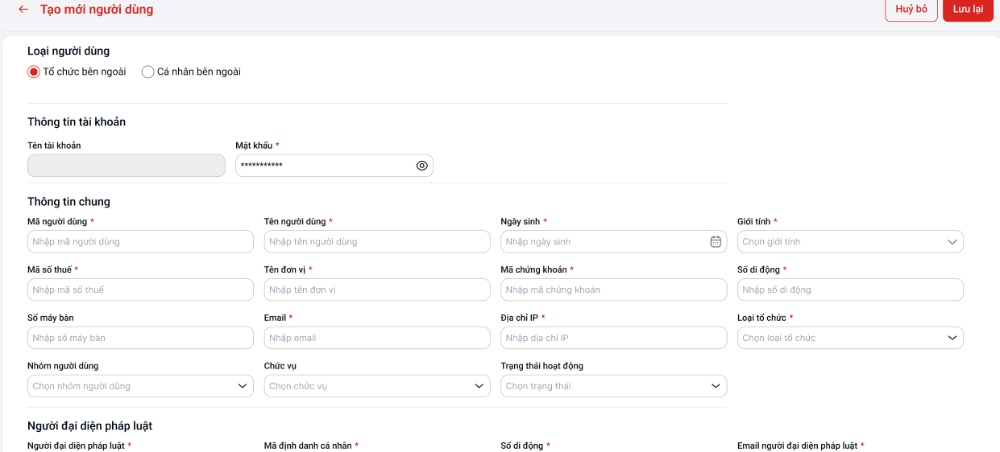 ← Tạo mới người dùng Huỷ bỏ Lưu lại
Loại người dùng
Tổ chức bên ngoài Cá nhân bên ngoài
Thông tin tài khoản
Tên tài khoản Mật khẩu *
***********
Thông tin chung
Mã người dùng * Tên người dùng * Ngày sinh * Giới tính *
Nhập mã người dùng Nhập tên người dùng Nhập ngày sinh Chọn giới tính
Mã số thuế * Tên đơn vị * Mã chứng khoán * Số di động *
Nhập mã số thuế Nhập tên đơn vị Nhập mã chứng khoán Nhập số di động
Số máy bàn Email * Địa chỉ IP * Loại tổ chức *
Nhập số máy bàn Nhập email Nhập địa chỉ IP Chọn loại tổ chức
Nhóm người dùng Chức vụ Trạng thái hoạt động
Chọn nhóm người dùng Chọn chức vụ Chọn trạng thái
Người đại diện pháp luật
Người đại diện pháp luật * Mã định danh cá nhân * Số di động * Email người đại diện pháp luật *